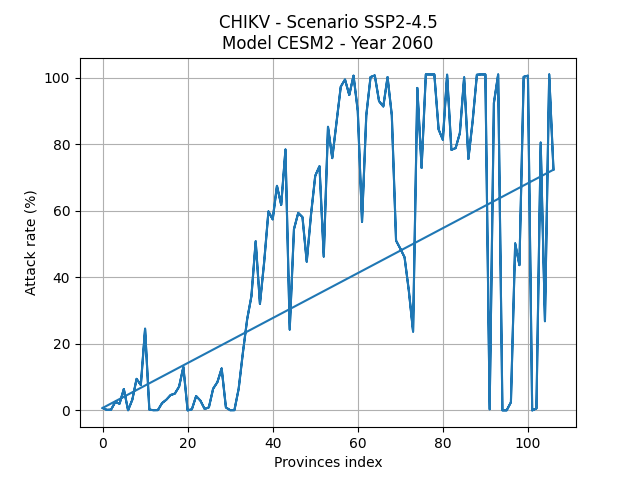 CHIKV - Scenario SSP2-4.5
Model CESM2 - Year 2060
100
80
60
40
20
0
Attack rate (%)
0 20 40 60 80 100
Provinces index